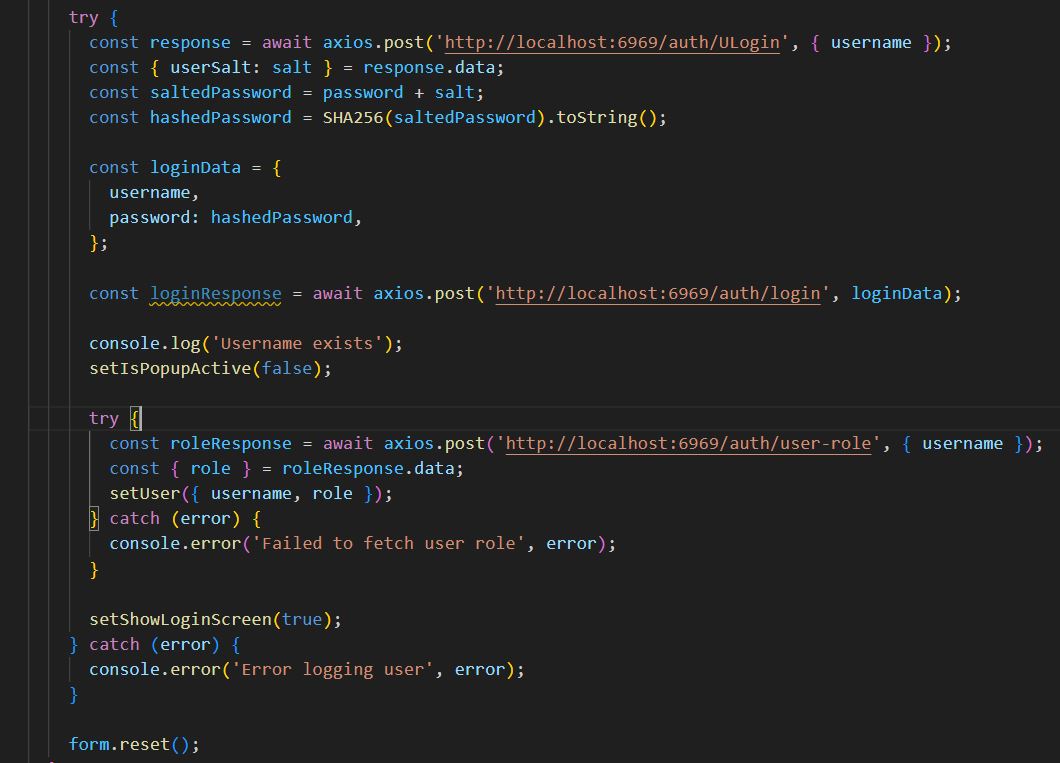 try {
const response = await axios.post('http://localhost:6969/auth/ULogin', { username });
const { userSalt: salt } = response.data;
const saltedPassword = password + salt;
const hashedPassword = SHA256(saltedPassword).toString();
const loginData = {
username,
password: hashedPassword,
};
const loginResponse = await axios.post('http://localhost:6969/auth/login', loginData);
console.log('Username exists');
setIsPopupActive(false);
try {
const roleResponse = await axios.post('http://localhost:6969/auth/user-role', { username });
const { role } = roleResponse.data;
setUser({ username, role });
} catch (error) {
console.error('Failed to fetch user role', error);
}
setShowLoginScreen(true);
} catch (error) {
console.error('Error logging user', error);
}
form.reset();